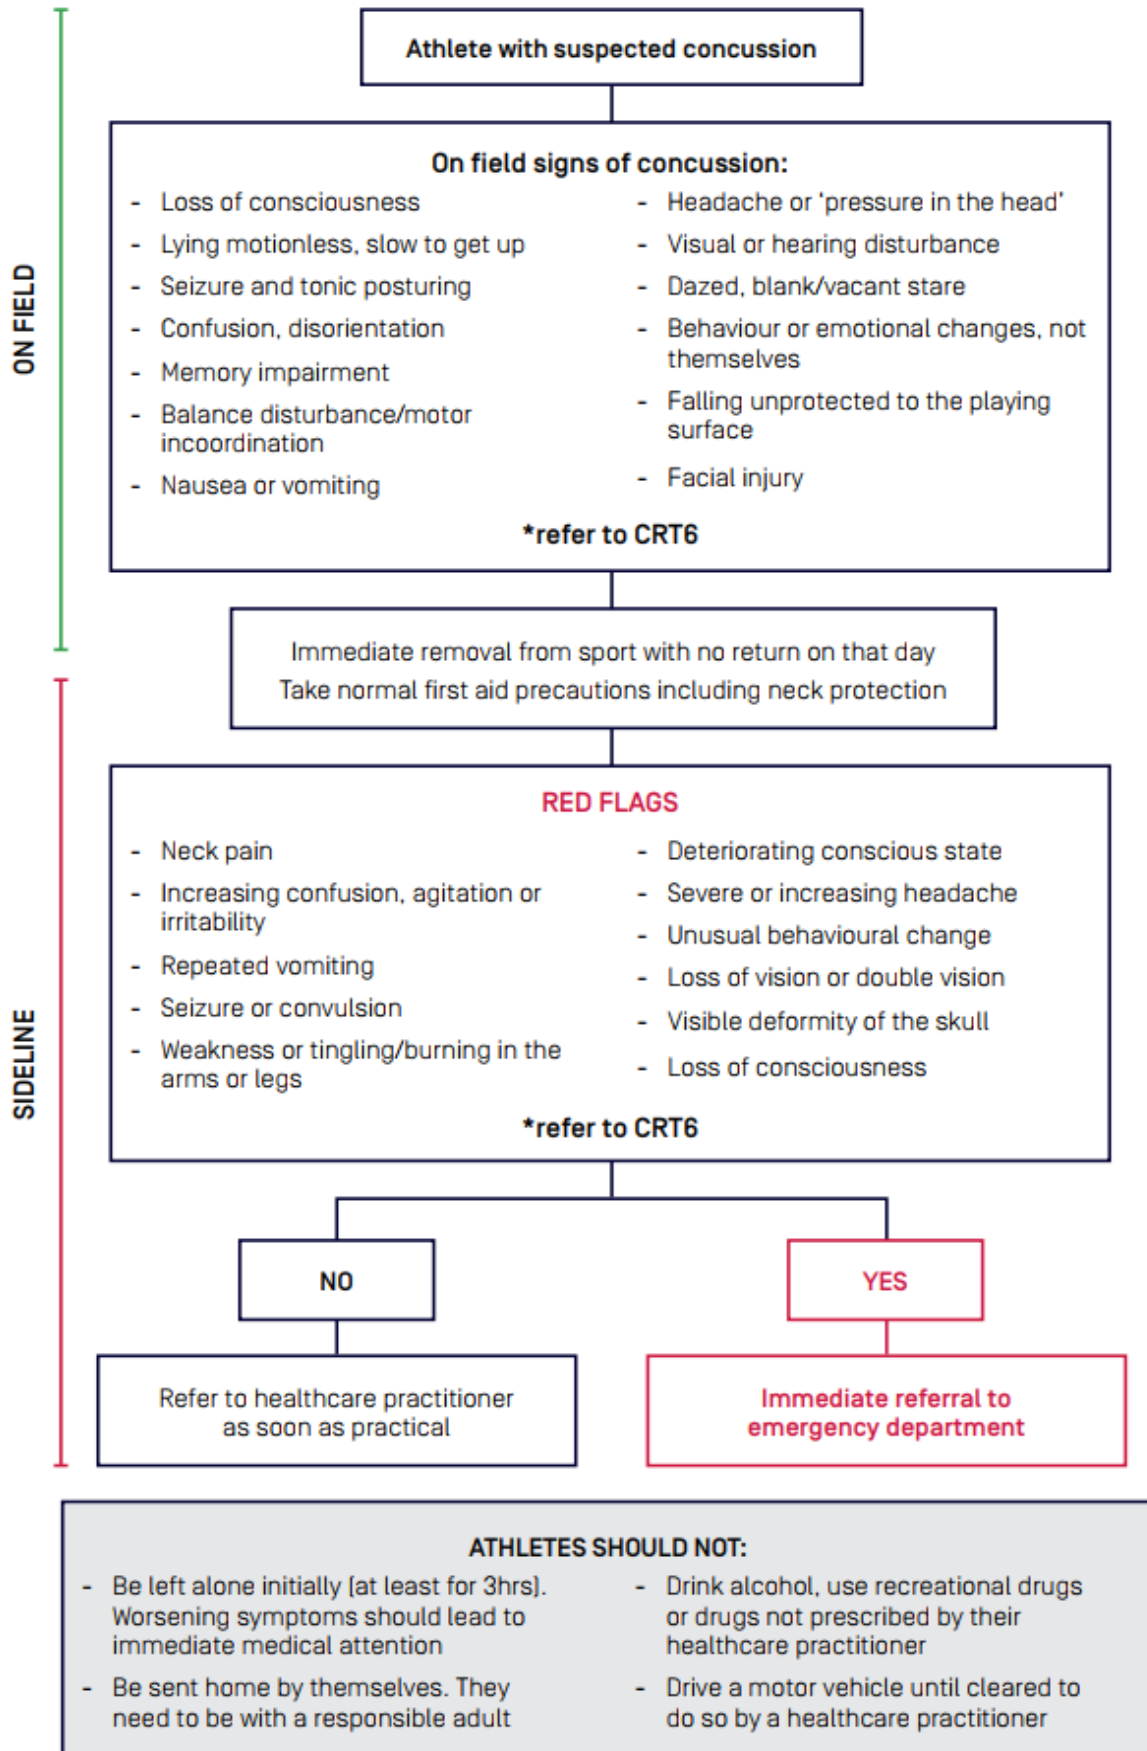 Athlete with suspected concussion
ON FIELD
On field signs of concussion:
- Loss of consciousness
- Lying motionless, slow to get up
- Seizure and tonic posturing
- Confusion, disorientation
- Memory impairment
- Balance disturbance/motor
incoordination
- Nausea or vomiting
- Headache or ‘pressure in the head’
- Visual or hearing disturbance
- Dazed, blank/vacant stare
- Behaviour or emotional changes, not
themselves
- Falling unprotected to the playing
surface
- Facial injury
*refer to CRT6
Immediate removal from sport with no return on that day
Take normal first aid precautions including neck protection
SIDELINE
RED FLAGS
- Neck pain
- Increasing confusion, agitation or
irritability
- Repeated vomiting
- Seizure or convulsion
- Weakness or tingling/burning in the
arms or legs
- Deteriorating conscious state
- Severe or increasing headache
- Unusual behavioural change
- Loss of vision or double vision
- Visible deformity of the skull
- Loss of consciousness
*refer to CRT6
NO
YES
Refer to healthcare practitioner
as soon as practical
Immediate referral to
emergency department
ATHLETES SHOULD NOT:
- Be left alone initially (at least for 3hrs).
Worsening symptoms should lead to
immediate medical attention
- Be sent home by themselves. They
need to be with a responsible adult
- Drink alcohol, use recreational drugs
or drugs not prescribed by their
healthcare practitioner
- Drive a motor vehicle until cleared to
do so by a healthcare practitioner